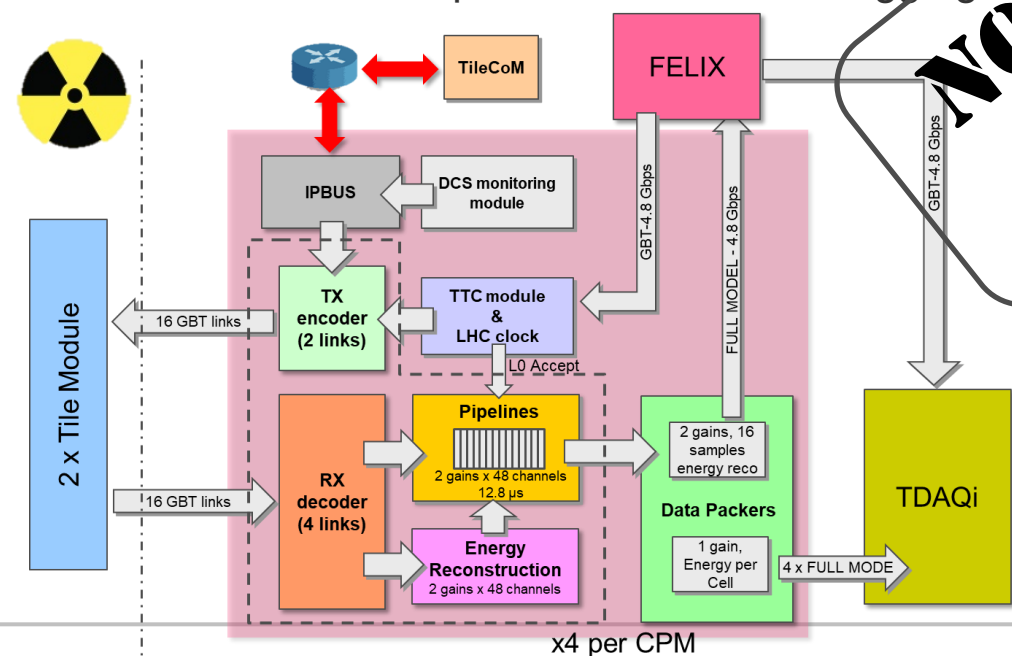 TileCoM
FELIX
IPBUS
DCS monitoring
module
GBT-4.8 Gbps
FULL MODEL - 4.8 Gbps
GBT-4.8 Gbps
2 x Tile Module
16 GBT links
TX
encoder
(2 links)
TTC module
&
LHC clock
L0 Accept
16 GBT links
RX
decoder
(4 links)
Pipelines
2 gains x 48 channels
12.8 µs
Energy
Reconstruction
2 gains x 48 channels
2 gains, 16
samples
energy reco
Data Packers
1 gain,
Energy per
Cell
4 x FULL MODE
TDAQi
x4 per CPM